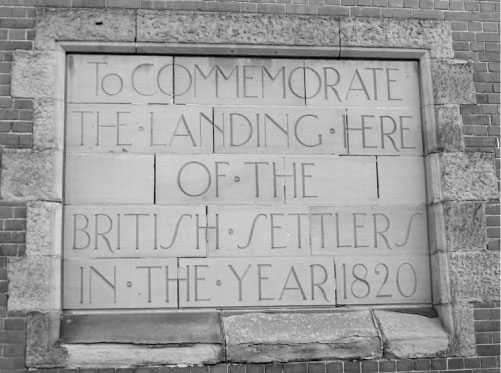 To COMMEMORATE
THE · LANDING · HERE
OF · THE
BRITISH · SETTLERS
IN · THE · YEAR 1820